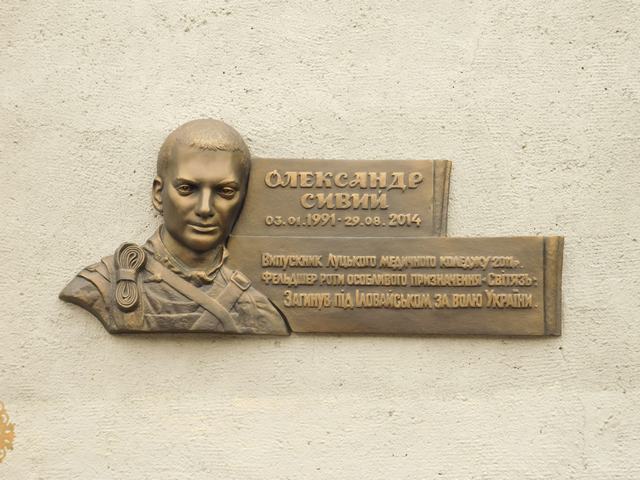 ОЛЕКСАНДР
СИВИЙ
03.01.1991-29.08.2014
Випускник Луцького медичного коледжу 2011р.
Фельдшер роти особливого призначення-"Світязь".
Загинув під Іловайськом за волю України.